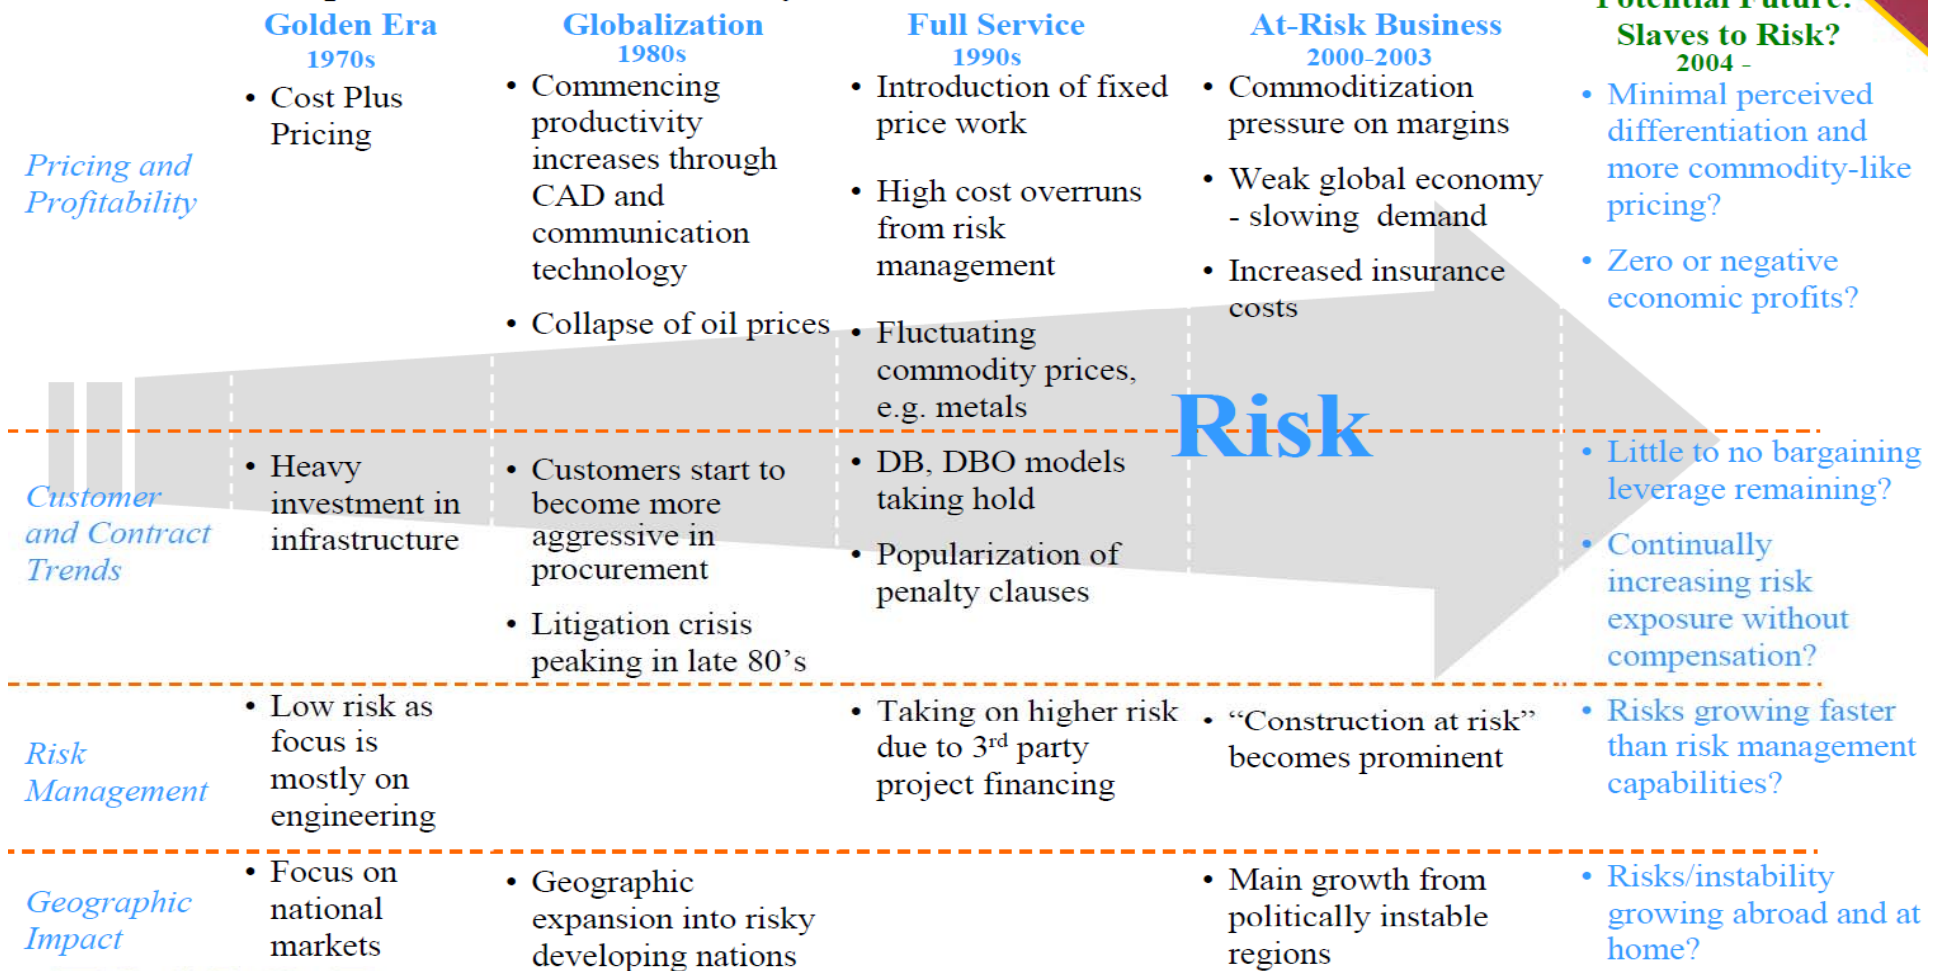 Golden Era
1970s
Globalization
1980s
Full Service
1990s
At-Risk Business
2000-2003
Potential Future:
Slaves to Risk?
2004 -
Pricing and
Profitability
• Cost Plus
Pricing
• Commencing
productivity
increases through
CAD and
communication
technology
• Collapse of oil prices
• Introduction of fixed
price work
• High cost overruns
from risk
management
• Fluctuating
commodity prices,
e.g. metals
• Commoditization
pressure on margins
• Weak global economy
- slowing demand
• Increased insurance
costs
• Minimal perceived
differentiation and
more commodity-like
pricing?
• Zero or negative
economic profits?
Risk
Customer
and Contract
Trends
• Heavy
investment in
infrastructure
• Customers start to
become more
aggressive in
procurement
• Litigation crisis
peaking in late 80’s
• DB, DBO models
taking hold
• Popularization of
penalty clauses
• Little to no bargaining
leverage remaining?
• Continually
increasing risk
exposure without
compensation?
Risk
Management
• Low risk as
focus is
mostly on
engineering
• Taking on higher risk
due to 3rd party
project financing
• “Construction at risk”
becomes prominent
• Risks growing faster
than risk management
capabilities?
Geographic
Impact
• Focus on
national
markets
• Geographic
expansion into risky
developing nations
• Main growth from
politically instable
regions
• Risks/instability
growing abroad and at
home?